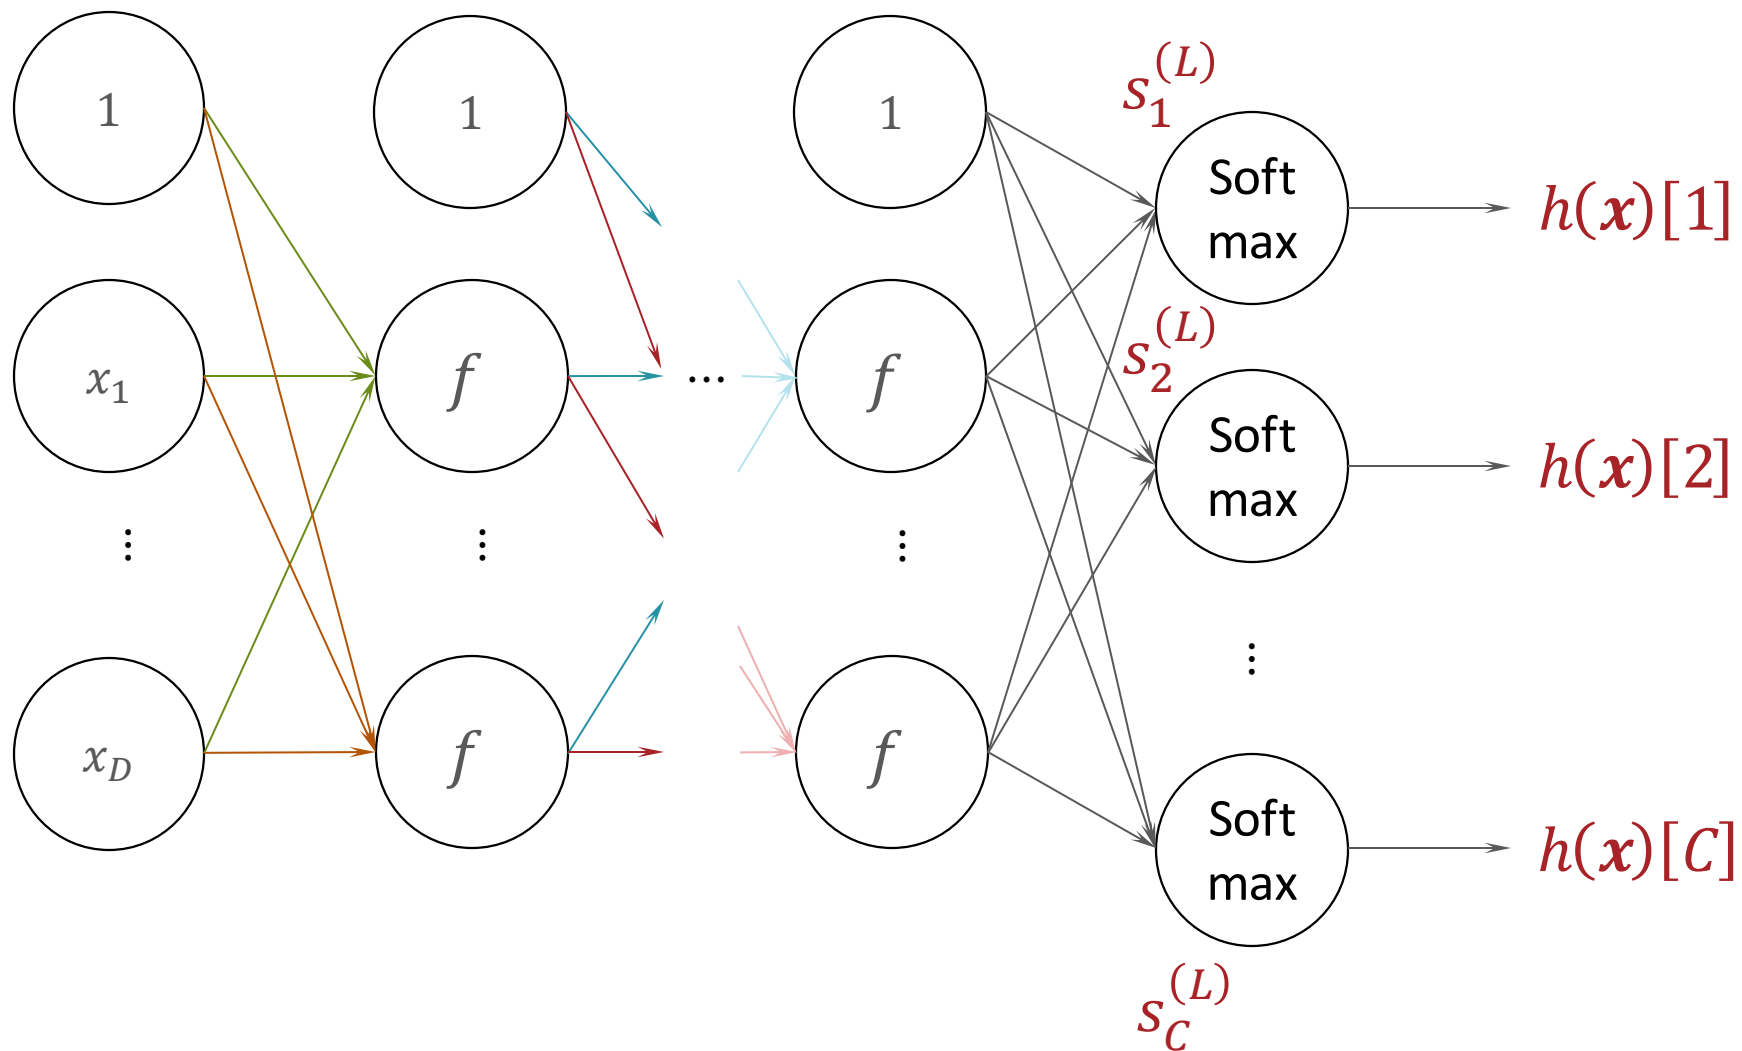 1
1
1
s_1^{(L)}
Soft
max
h(𝒙)[1]
x_1
f
…
f
s_2^{(L)}
Soft
max
h(𝒙)[2]
⋮
⋮
⋮
⋮
x_D
f
f
Soft
max
h(𝒙)[C]
s_C^{(L)}